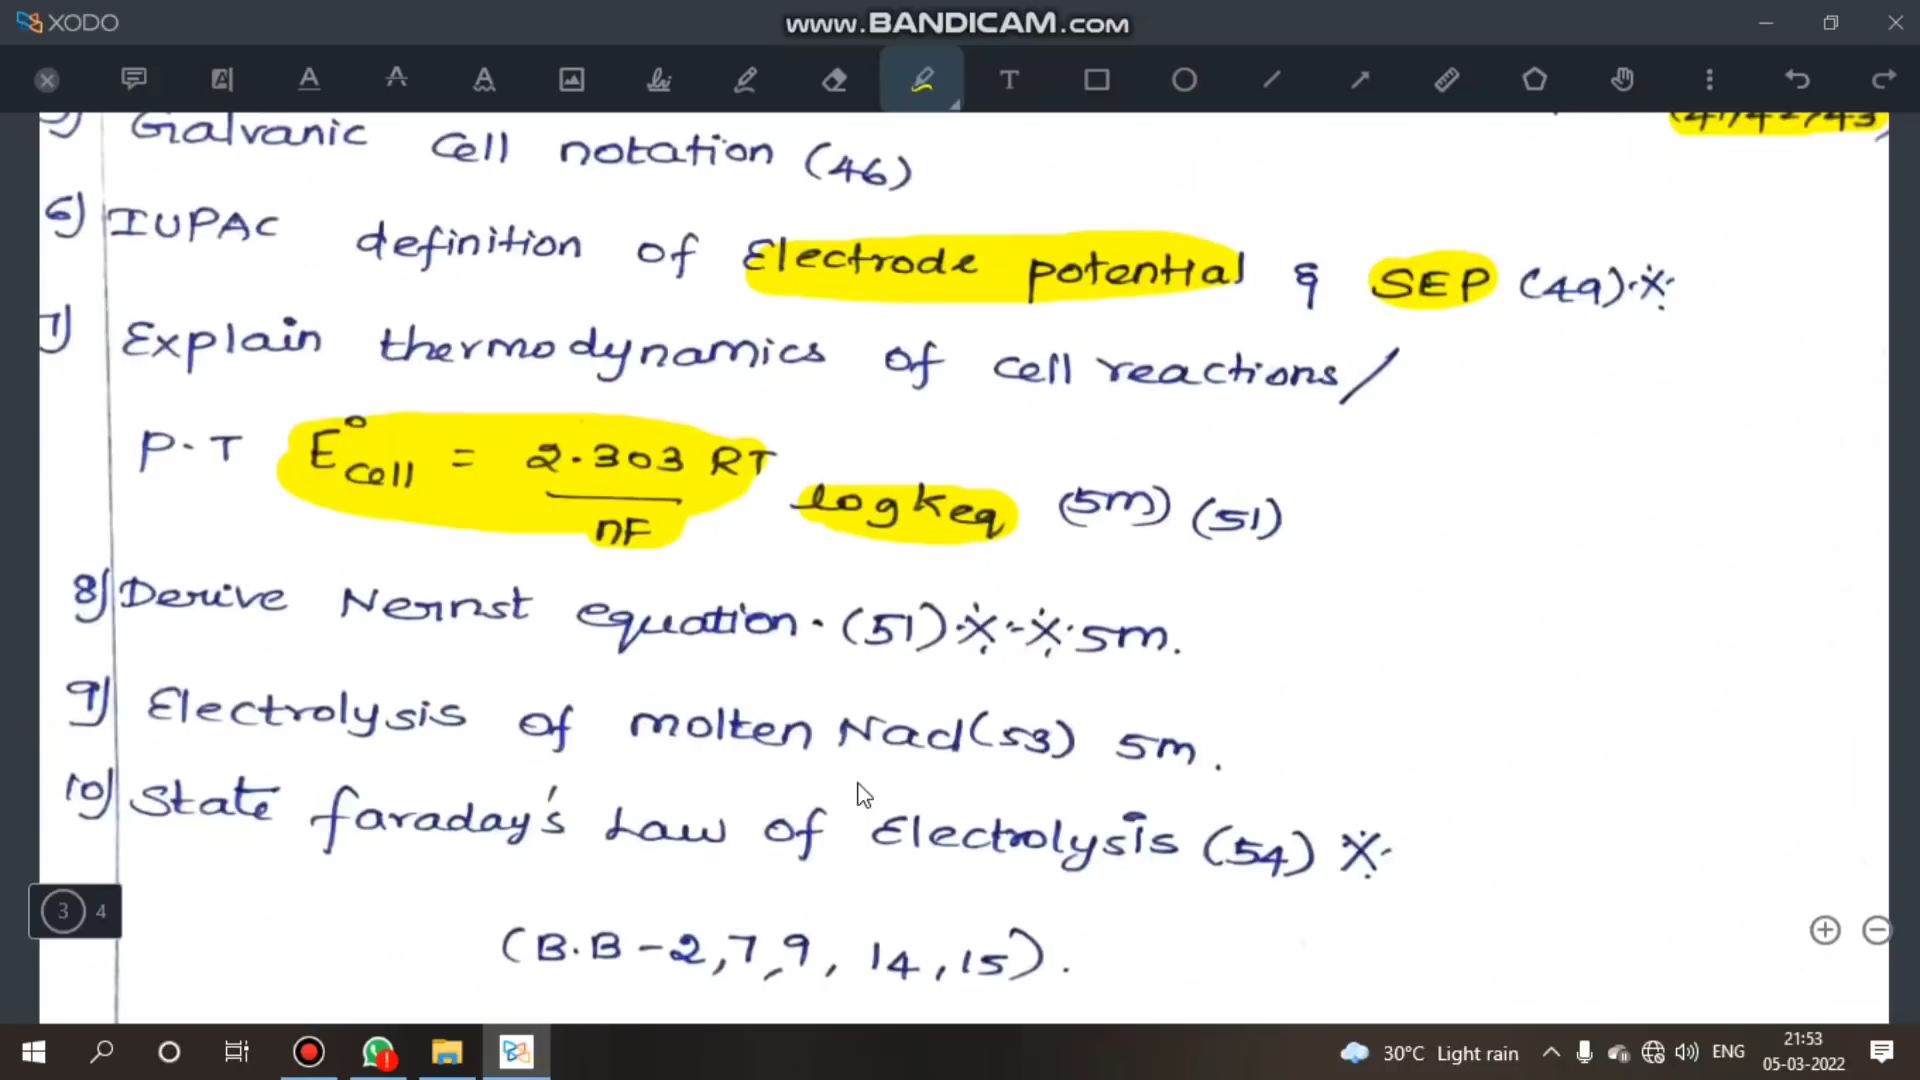 XODO
www.BANDICAM.com
5) Galvanic cell notation (46)
6) IUPAC definition of Electrode potential & SEP (49)
7) Explain thermodynamics of cell reactions/
P.T E°cell = 2.303 RT / nF log Keq (5m) (51)
8) Derive Nernst equation. (51) 5m.
9) Electrolysis of molten Nacl (53) 5m.
10) State faraday's Law of Electrolysis (54)
(B.B - 2,7,9, 14, 15).
3 4
30°C Light rain
ENG
21:53
05-03-2022